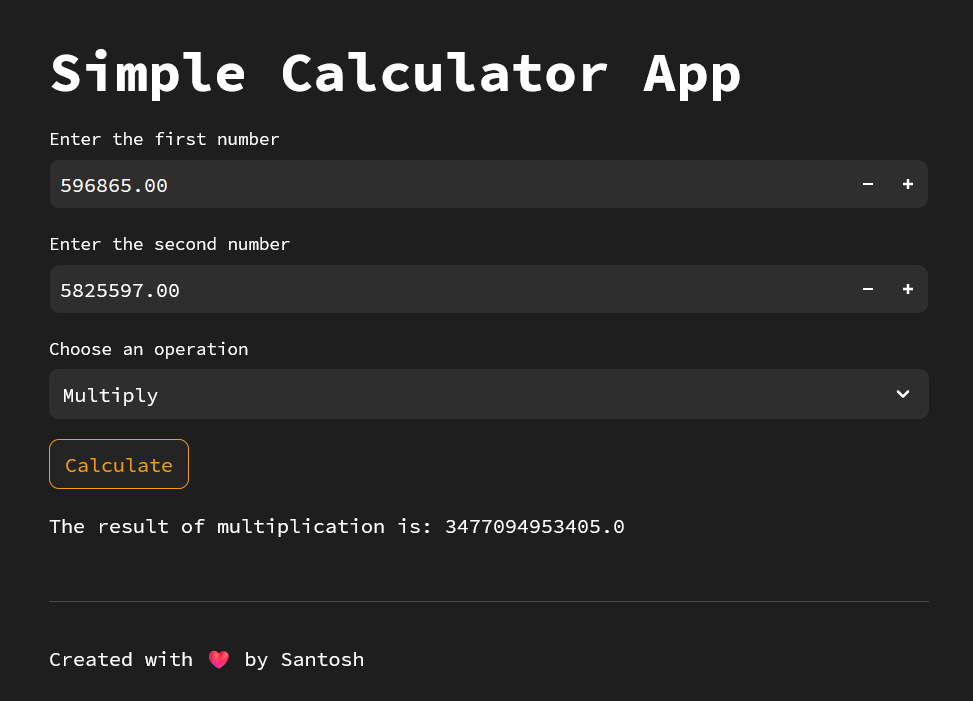 Simple Calculator App
Enter the first number
596865.00
Enter the second number
5825597.00
Choose an operation
Multiply
Calculate
The result of multiplication is: 3477094953405.0
Created with ❤️ by Santosh